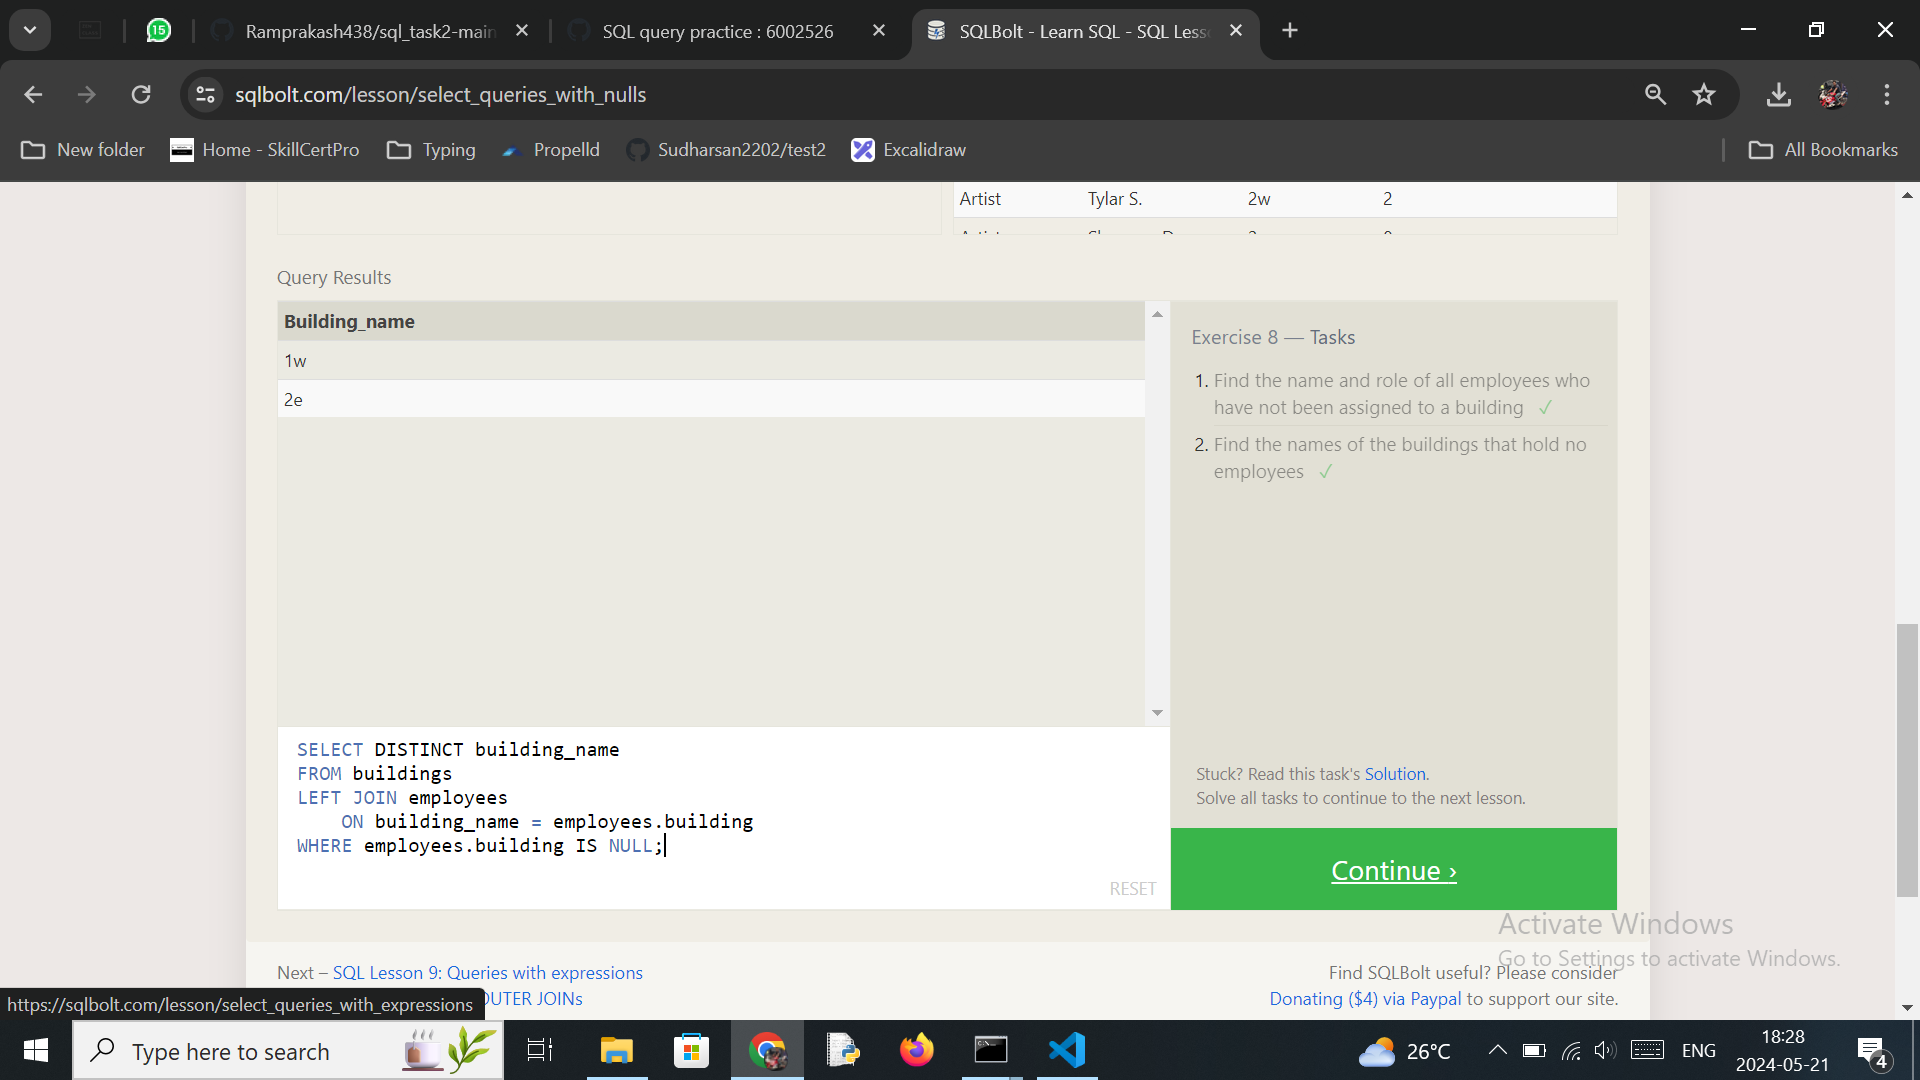 15
Ramprakash438/sql_task2-main
SQL query practice : 6002526
SQLBolt - Learn SQL - SQL Less
sqlbolt.com/lesson/select_queries_with_nulls
New folder
Home - SkillCertPro
Typing
Propelld
Sudharsan2202/test2
Excalidraw
All Bookmarks
Artist Tylar S. 2w 2
Query Results
Building_name
1w
2e
Exercise 8 — Tasks
1. Find the name and role of all employees who
have not been assigned to a building ✓
2. Find the names of the buildings that hold no
employees ✓
SELECT DISTINCT building_name
FROM buildings
LEFT JOIN employees
ON building_name = employees.building
WHERE employees.building IS NULL;
RESET
Stuck? Read this task's Solution.
Solve all tasks to continue to the next lesson.
Continue ›
Activate Windows
Go to Settings to activate Windows.
Next – SQL Lesson 9: Queries with expressions
Find SQLBolt useful? Please consider
OUTER JOINs
Donating ($4) via Paypal to support our site.
https://sqlbolt.com/lesson/select_queries_with_expressions
Type here to search
26°C
ENG
18:28
2024-05-21
4